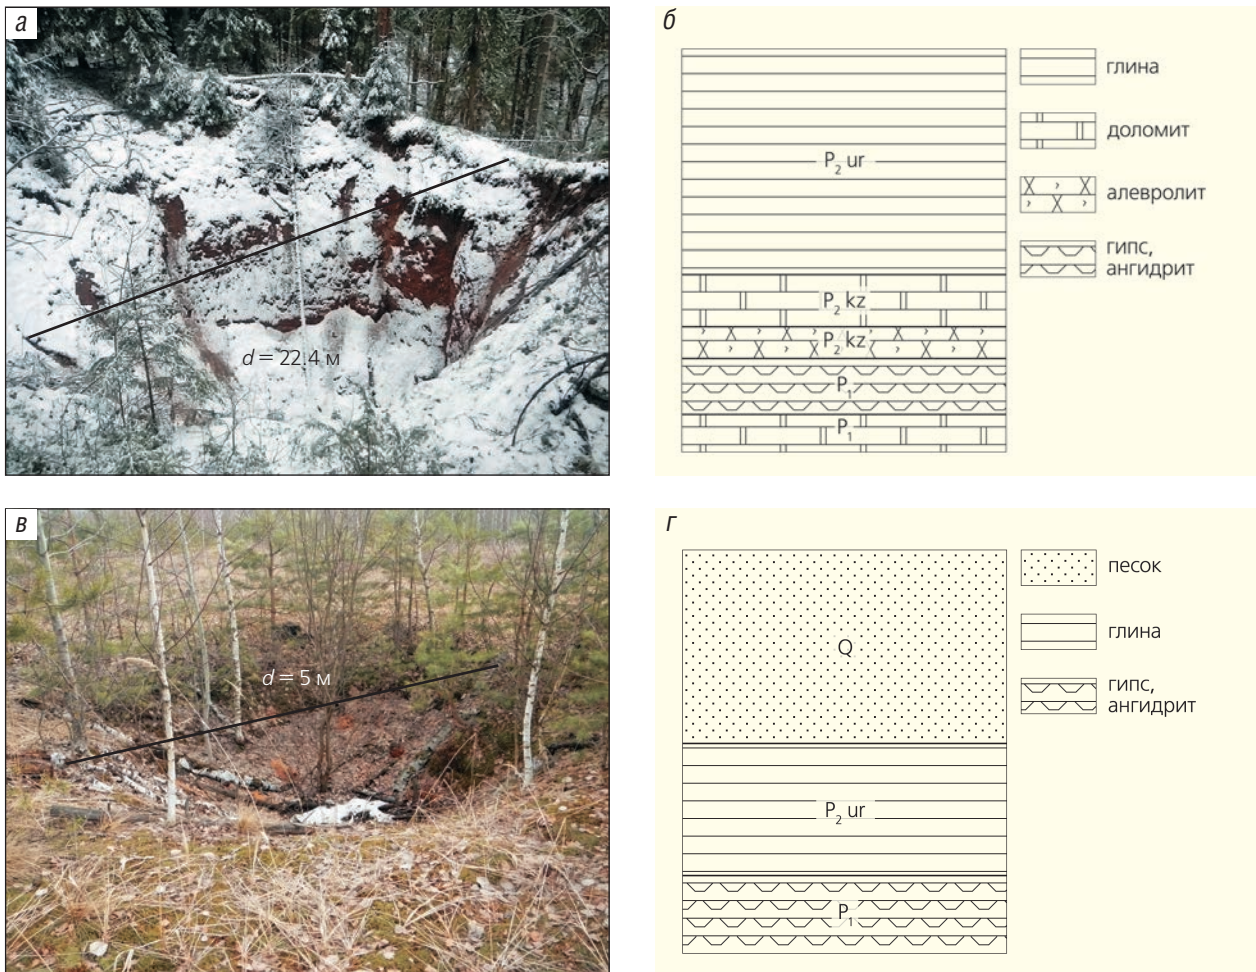 а
d = 22.4 м
б
P₂ ur
P₂ kz
P₂ kz
P₁
P₁
глина
доломит
алевролит
гипс,
ангидрит
в
d = 5 м
г
Q
P₂ ur
P₁
песок
глина
гипс,
ангидрит